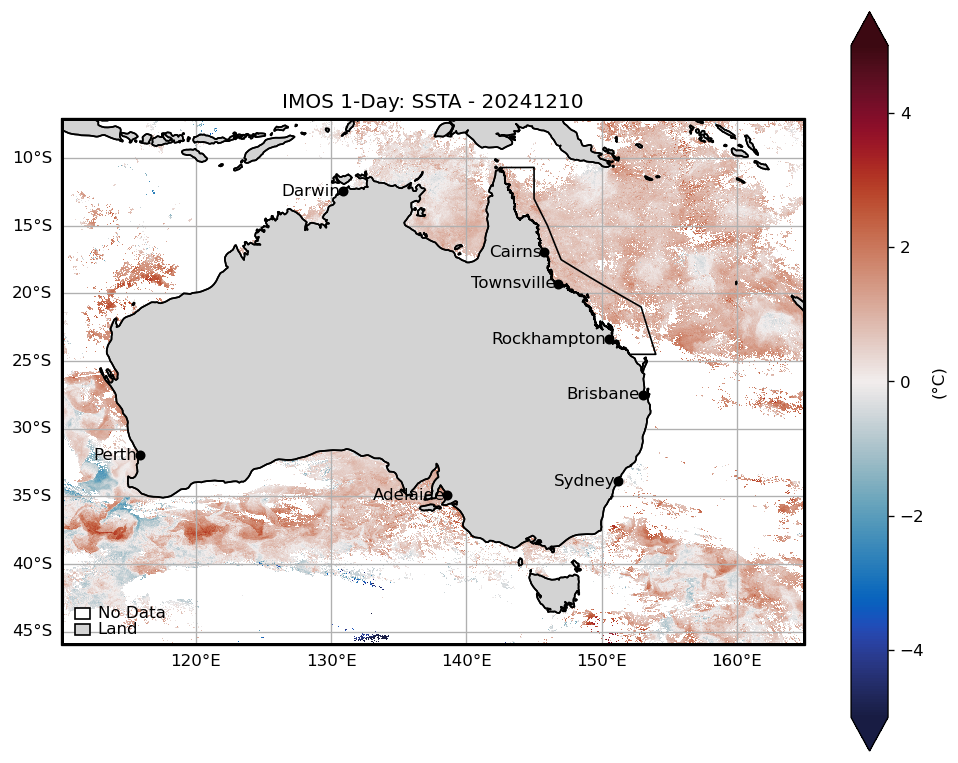 IMOS 1-Day: SSTA - 20241210
10°S
15°S
20°S
25°S
30°S
35°S
40°S
45°S
Darwin
Cairns
Townsville
Rockhampton
Brisbane
Perth
Sydney
Adelaide
No Data
Land
120°E 130°E 140°E 150°E 160°E
4
2
0
−2
−4
(°C)